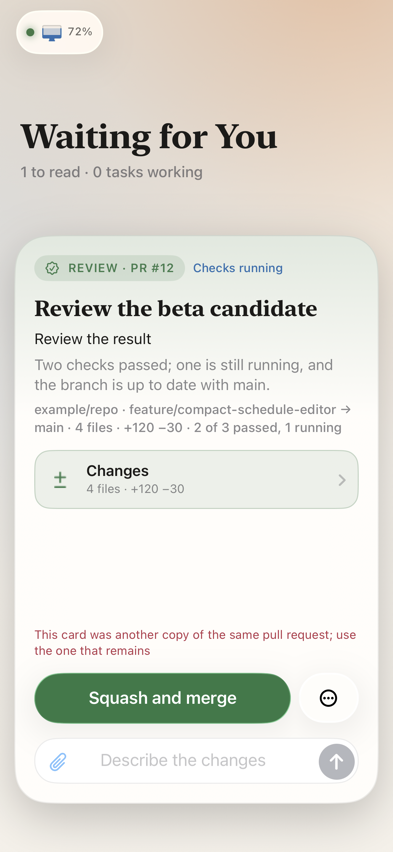 72%
Waiting for You
1 to read · 0 tasks working
REVIEW · PR #12 Checks running
Review the beta candidate
Review the result
Two checks passed; one is still running, and
the branch is up to date with main.
example/repo · feature/compact-schedule-editor →
main · 4 files · +120 −30 · 2 of 3 passed, 1 running
Changes
4 files · +120 −30
This card was another copy of the same pull request; use
the one that remains
Squash and merge
Describe the changes